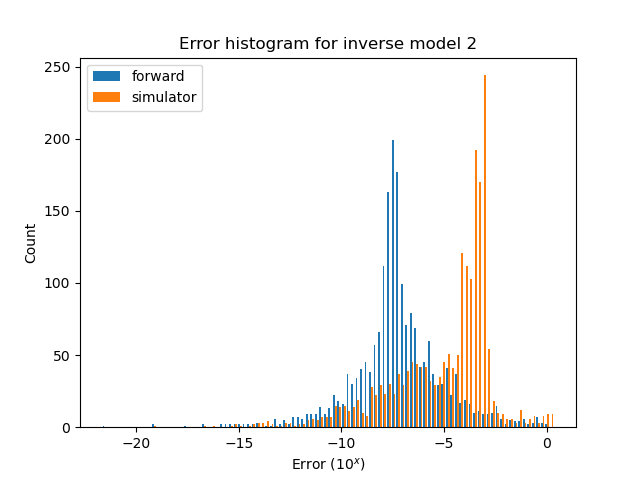 Error histogram for inverse model 2
forward
simulator
250
200
150
100
50
0
Count
−20 −15 −10 −5 0
Error (10^x)